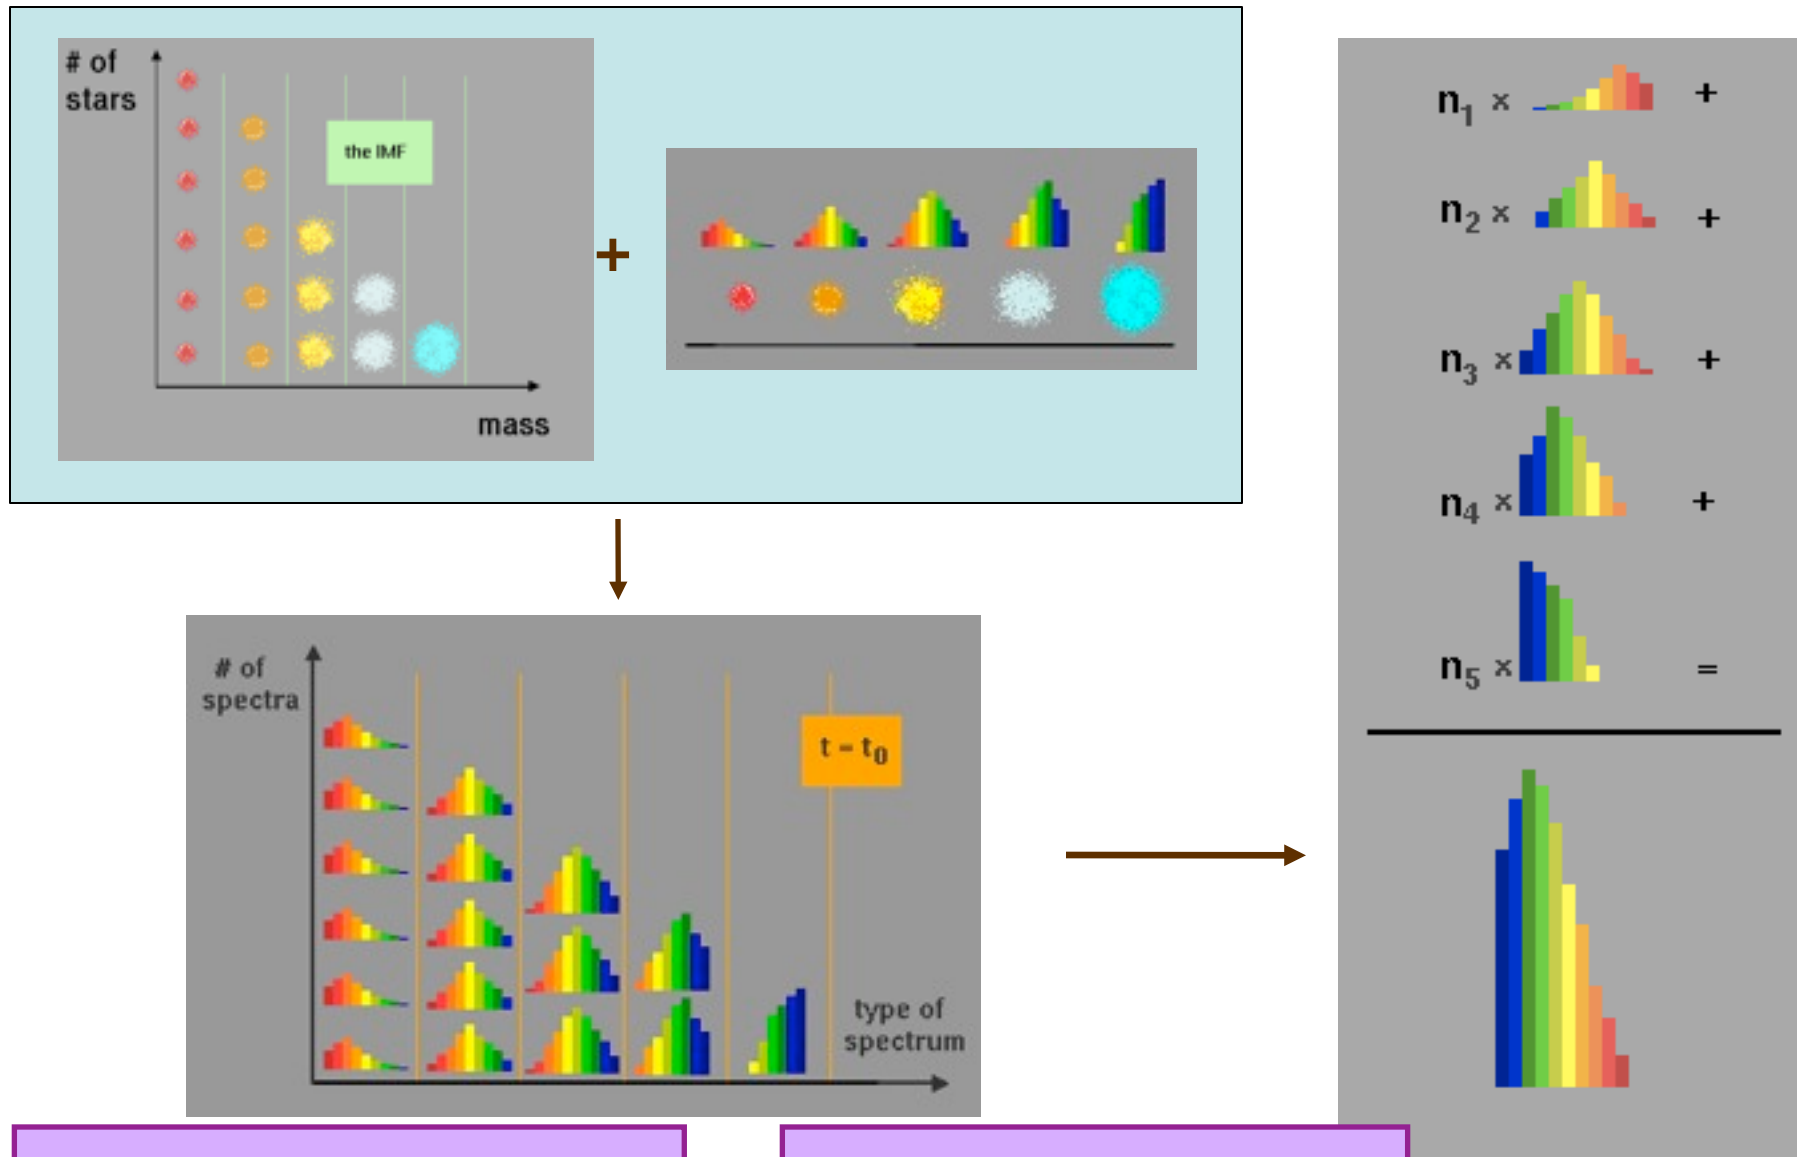 # of
stars
the IMF
mass
+
n1 x +
n2 x +
n3 x +
n4 x +
n5 x =
# of
spectra
t = t0
type of
spectrum